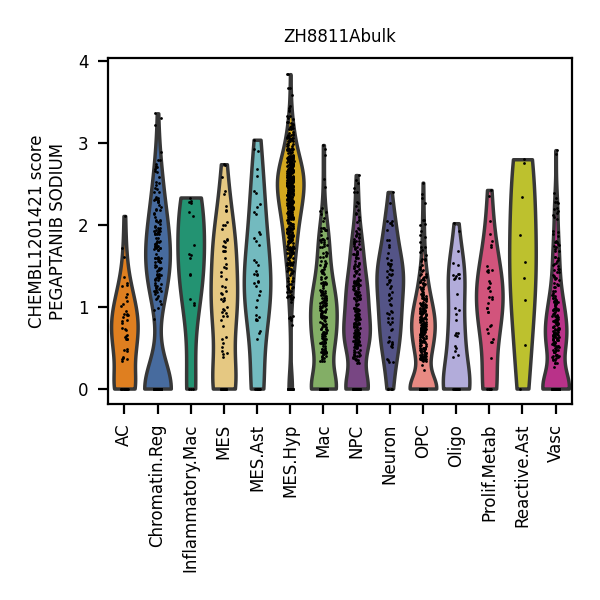 ZH8811Abulk
CHEMBL1201421 score
PEGAPTANIB SODIUM
4
3
2
1
0
AC
Chromatin.Reg
Inflammatory.Mac
MES
MES.Ast
MES.Hyp
Mac
NPC
Neuron
OPC
Oligo
Prolif.Metab
Reactive.Ast
Vasc